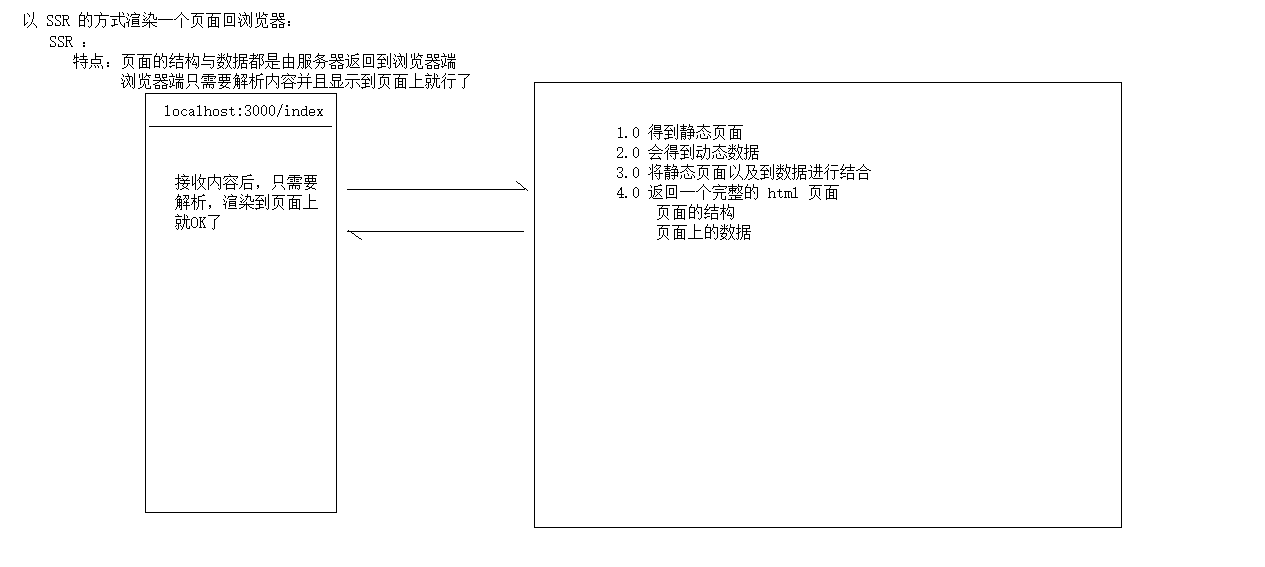 以 SSR 的方式渲染一个页面回浏览器：
SSR ：
特点：页面的结构与数据都是由服务器返回到浏览器端
浏览器端只需要解析内容并且显示到页面上就行了
localhost:3000/index
接收内容后，只需要
解析，渲染到页面上
就OK了
1.0 得到静态页面
2.0 会得到动态数据
3.0 将静态页面以及到数据进行结合
4.0 返回一个完整的 html 页面
页面的结构
页面上的数据